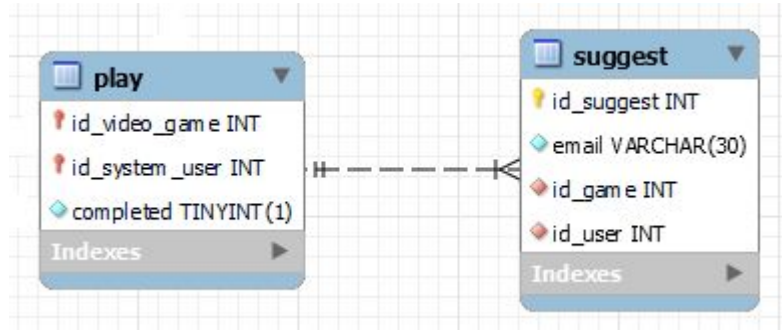 play
id_video_game INT
id_system_user INT
completed TINYINT(1)
Indexes
suggest
id_suggest INT
email VARCHAR(30)
id_game INT
id_user INT
Indexes